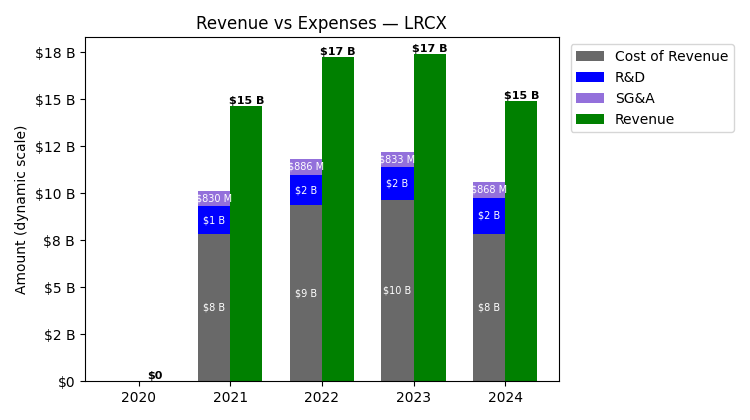 Revenue vs Expenses — LRCX
Amount (dynamic scale)
$18 B
$15 B
$12 B
$10 B
$8 B
$5 B
$2 B
$0
$0
$15 B
$830 M
$1 B
$8 B
$17 B
$886 M
$2 B
$9 B
$17 B
$833 M
$2 B
$10 B
$15 B
$868 M
$2 B
$8 B
2020
2021
2022
2023
2024
Cost of Revenue
R&D
SG&A
Revenue